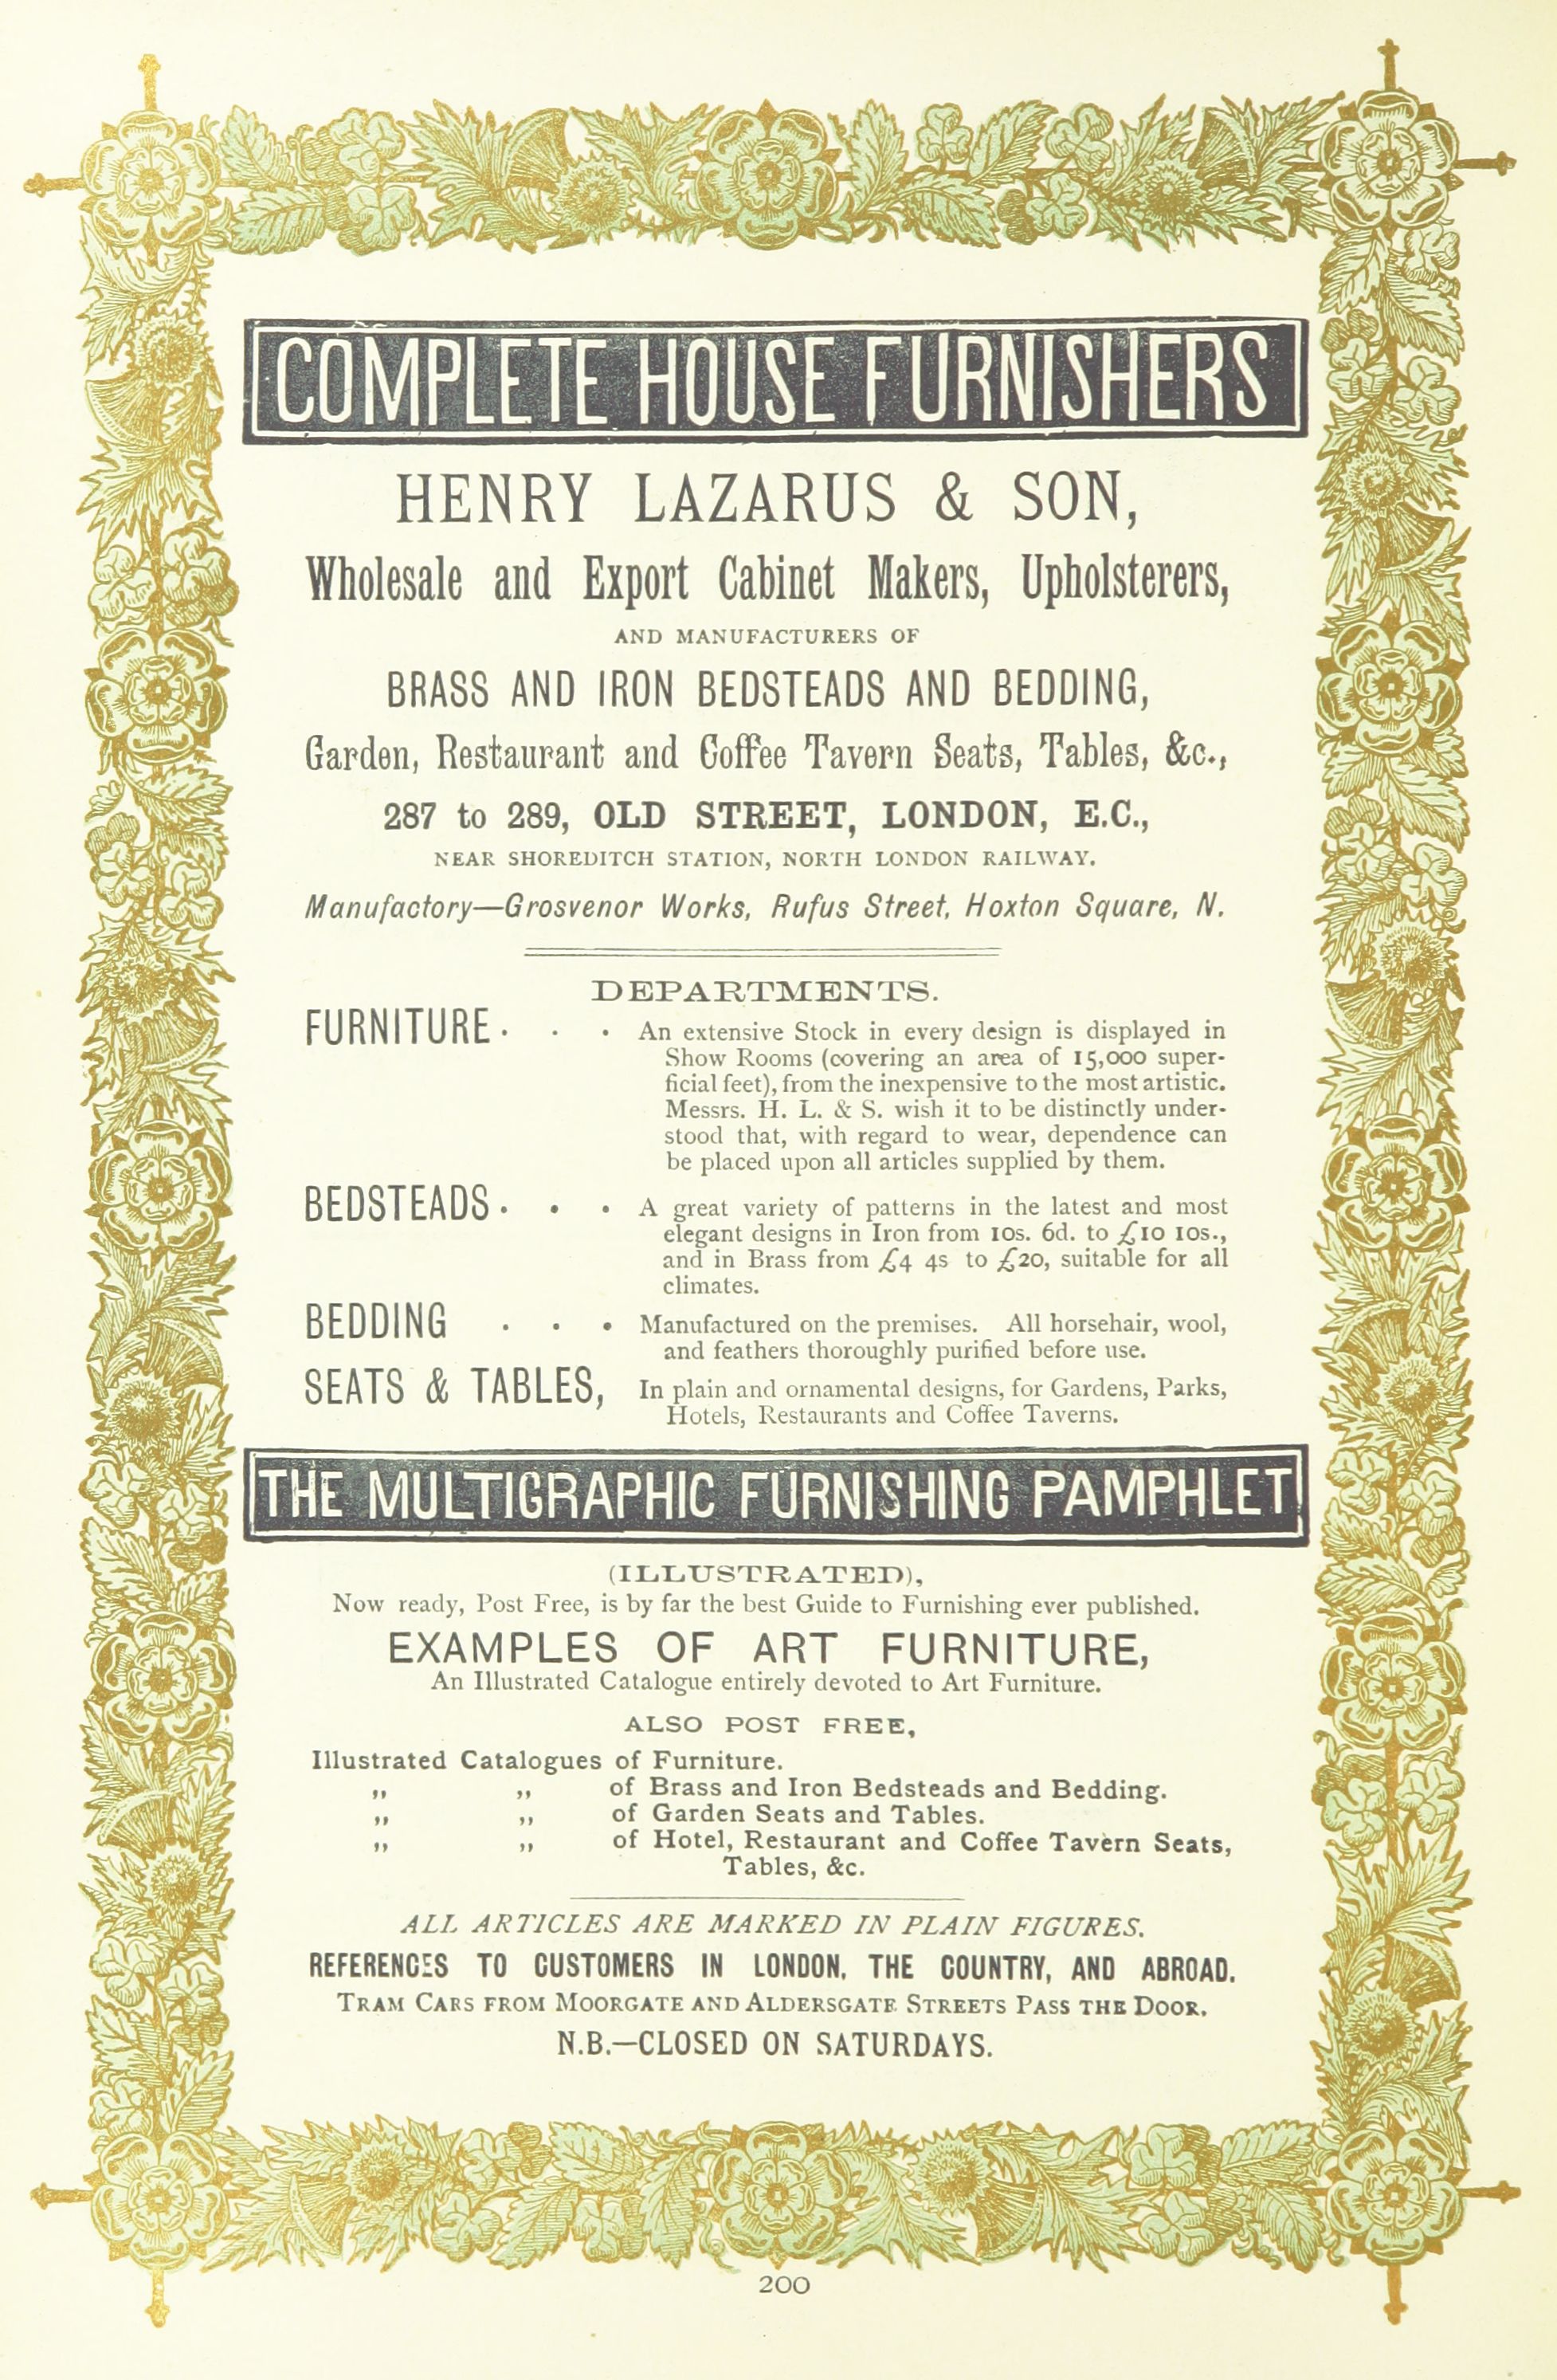 COMPLETE HOUSE FURNISHERS
HENRY LAZARUS & SON,
Wholesale and Export Cabinet Makers, Upholsterers,
AND MANUFACTURERS OF
BRASS AND IRON BEDSTEADS AND BEDDING,
Garden, Restaurant and Coffee Tavern Seats, Tables, &c.,
287 to 289, OLD STREET, LONDON, E.C.,
NEAR SHOREDITCH STATION, NORTH LONDON RAILWAY.
Manufactory—Grosvenor Works, Rufus Street, Hoxton Square, N.
DEPARTMENTS.
FURNITURE . . . An extensive Stock in every design is displayed in
Show Rooms (covering an area of 15,000 super-
ficial feet), from the inexpensive to the most artistic.
Messrs. H. L. & S. wish it to be distinctly under-
stood that, with regard to wear, dependence can
be placed upon all articles supplied by them.
BEDSTEADS . . . A great variety of patterns in the latest and most
elegant designs in Iron from 10s. 6d. to £10 10s.,
and in Brass from £4 4s to £20, suitable for all
climates.
BEDDING . . . Manufactured on the premises. All horsehair, wool,
and feathers thoroughly purified before use.
SEATS & TABLES, In plain and ornamental designs, for Gardens, Parks,
Hotels, Restaurants and Coffee Taverns.
THE MULTIGRAPHIC FURNISHING PAMPHLET
(ILLUSTRATED),
Now ready, Post Free, is by far the best Guide to Furnishing ever published.
EXAMPLES OF ART FURNITURE,
An Illustrated Catalogue entirely devoted to Art Furniture.
ALSO POST FREE,
Illustrated Catalogues of Furniture.
„ „ of Brass and Iron Bedsteads and Bedding.
„ „ of Garden Seats and Tables.
„ „ of Hotel, Restaurant and Coffee Tavern Seats,
Tables, &c.
ALL ARTICLES ARE MARKED IN PLAIN FIGURES.
REFERENCES TO CUSTOMERS IN LONDON, THE COUNTRY, AND ABROAD.
TRAM CARS FROM MOORGATE AND ALDERSGATE STREETS PASS THE DOOR.
N.B.—CLOSED ON SATURDAYS.
200